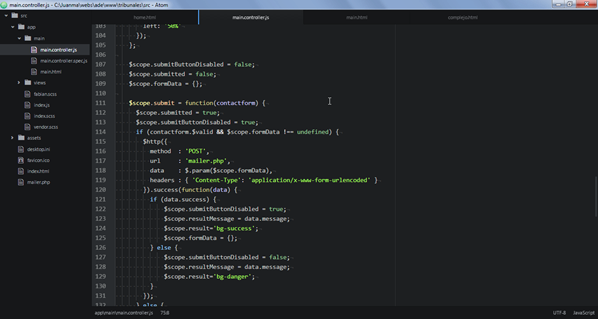 main.controller.js - C:\Juanma\webs\ade\www\tribunales\src - Atom
src
app
main
main.controller.js
main.controller.spec.js
main.html
views
fabian.scss
index.js
index.scss
vendor.scss
assets
desktop.ini
favicon.ico
index.html
mailer.php
home.html
main.controller.js
main.html
103 left: '50%'
104 });
105 };
106
107 $scope.submitButtonDisabled = false;
108 $scope.submitted = false;
109 $scope.formData = {};
110
111 $scope.submit = function(contactform) {
112 $scope.submitted = true;
113 $scope.submitButtonDisabled = true;
114 if (contactform.$valid && $scope.formData !== undefined) {
115 $http({
116 method : 'POST',
117 url : 'mailer.php',
118 data : $.param($scope.formData),
119 headers : { 'Content-Type': 'application/x-www-form-urlencoded' }
120 }).success(function(data) {
121 if (data.success) {
122 $scope.submitButtonDisabled = true;
123 $scope.resultMessage = data.message;
124 $scope.result='bg-success';
125 $scope.formData = {};
126 } else {
127 $scope.submitButtonDisabled = false;
128 $scope.resultMessage = data.message;
129 $scope.result='bg-danger';
130 }
131 });
132 } else {
app\main\main.controller.js 75:8
UTF-8 JavaScript